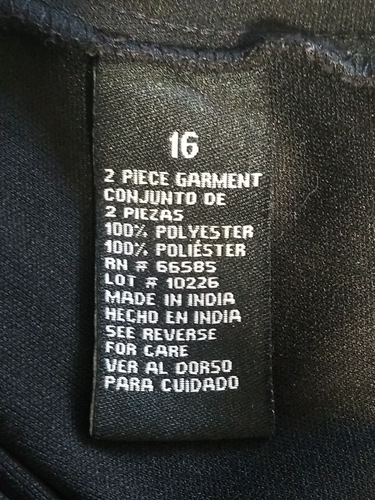 16
2 PIECE GARMENT
CONJUNTO DE
2 PIEZAS
100% POLYESTER
100% POLIÉSTER
RN # 66585
LOT # 10226
MADE IN INDIA
HECHO EN INDIA
SEE REVERSE
FOR CARE
VER AL DORSO
PARA CUIDADO